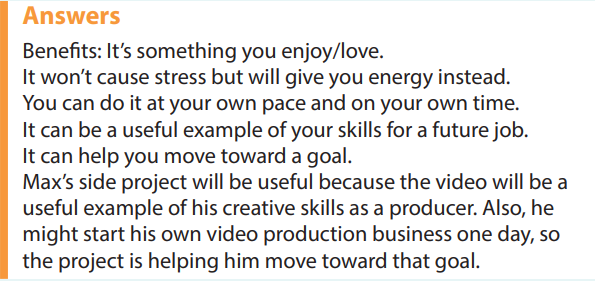 Answers
Benefits: It’s something you enjoy/love.
It won’t cause stress but will give you energy instead.
You can do it at your own pace and on your own time.
It can be a useful example of your skills for a future job.
It can help you move toward a goal.
Max’s side project will be useful because the video will be a
useful example of his creative skills as a producer. Also, he
might start his own video production business one day, so
the project is helping him move toward that goal.